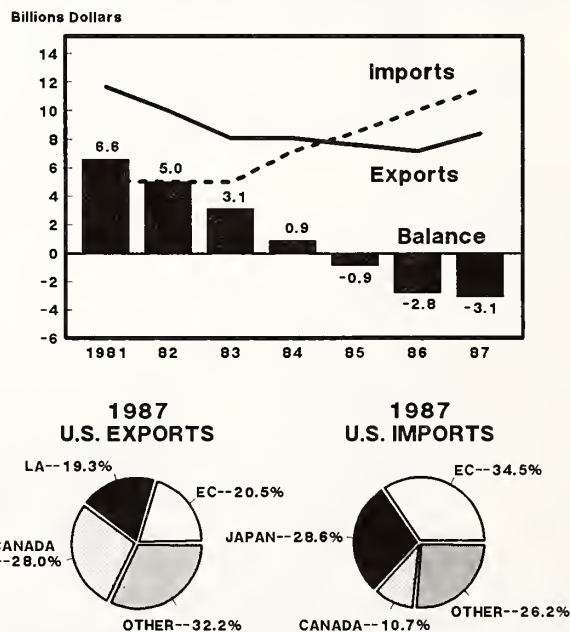 Billions Dollars
14
12
10
8
6
4
2
0
-2
-4
-6
Imports
Exports
Balance
6.6
5.0
3.1
0.9
-0.9
-2.8
-3.1
1981 82 83 84 85 86 87
1987
U.S. EXPORTS
LA--19.3%
EC--20.5%
CANADA
--28.0%
OTHER--32.2%
1987
U.S. IMPORTS
EC--34.5%
JAPAN--28.6%
CANADA--10.7%
OTHER--26.2%